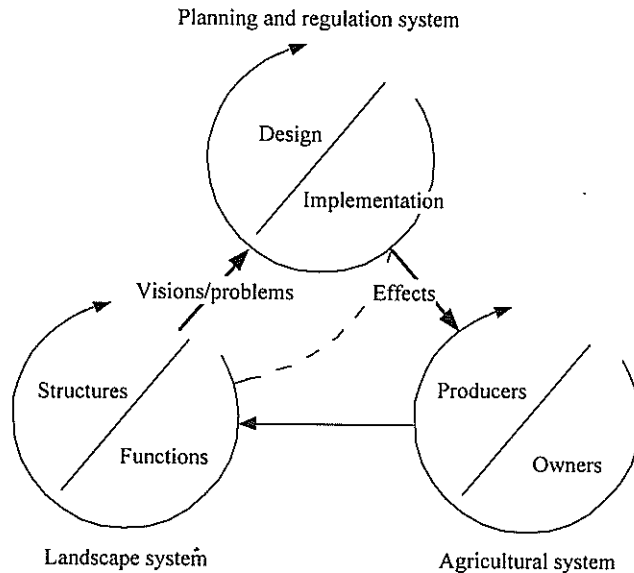 Planning and regulation system
Design
Implementation
Visions/problems
Effects
Structures
Functions
Producers
Owners
Landscape system
Agricultural system